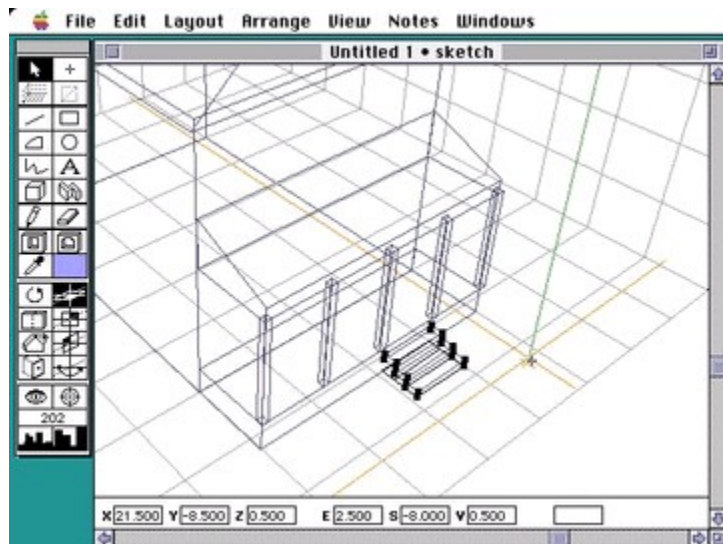 File Edit Layout Arrange View Notes Windows
Untitled 1 • sketch
A
202
X 21.500 Y -8.500 Z 0.500 E 2.500 S -8.000 V 0.500